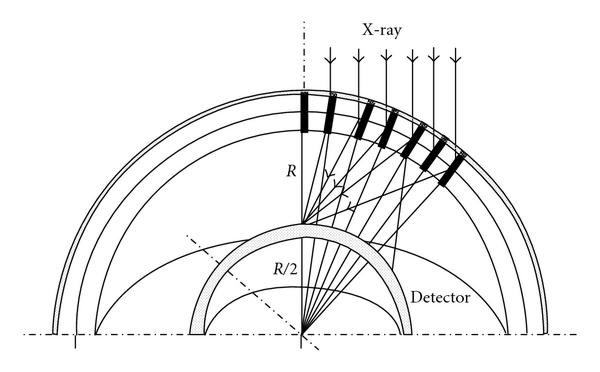 X-ray
R
R/2
Detector